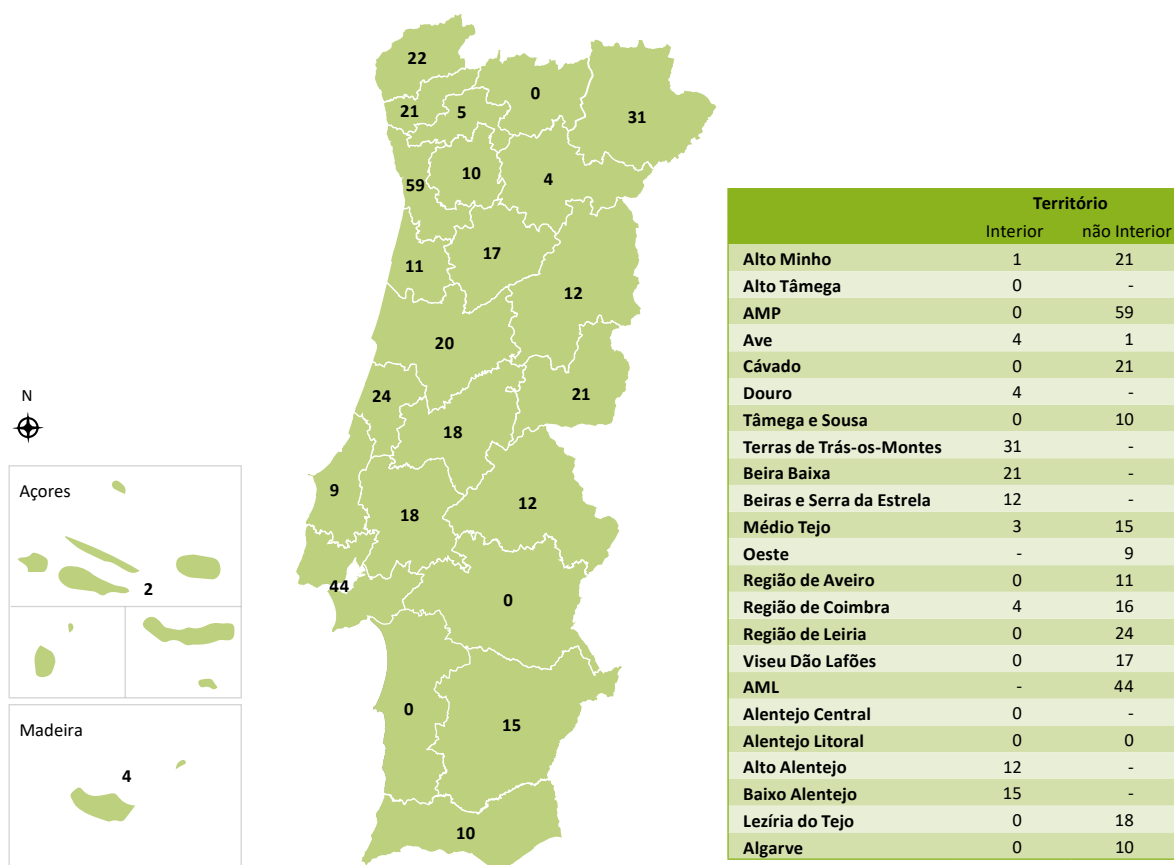 22
0
31
21
5
10
4
59
17
11
12
20
21
24
18
9
18
12
44
0
0
15
10
N
Açores
2
Madeira
4
Território
Interior não Interior
Alto Minho 1 21
Alto Tâmega 0 -
AMP 0 59
Ave 4 1
Cávado 0 21
Douro 4 -
Tâmega e Sousa 0 10
Terras de Trás-os-Montes 31 -
Beira Baixa 21 -
Beiras e Serra da Estrela 12 -
Médio Tejo 3 15
Oeste - 9
Região de Aveiro 0 11
Região de Coimbra 4 16
Região de Leiria 0 24
Viseu Dão Lafões 0 17
AML - 44
Alentejo Central 0 -
Alentejo Litoral 0 0
Alto Alentejo 12 -
Baixo Alentejo 15 -
Lezíria do Tejo 0 18
Algarve 0 10